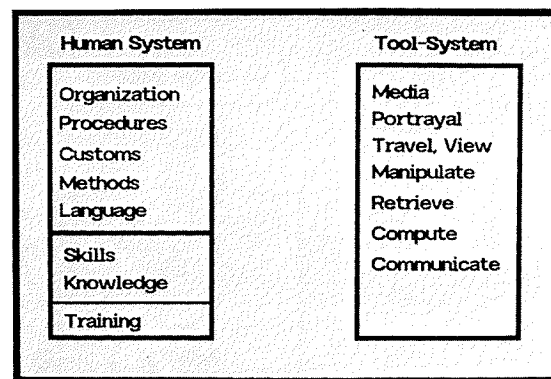 Human System
Organization
Procedures
Customs
Methods
Language
Skills
Knowledge
Training
Tool-System
Media
Portrayal
Travel, View
Manipulate
Retrieve
Compute
Communicate